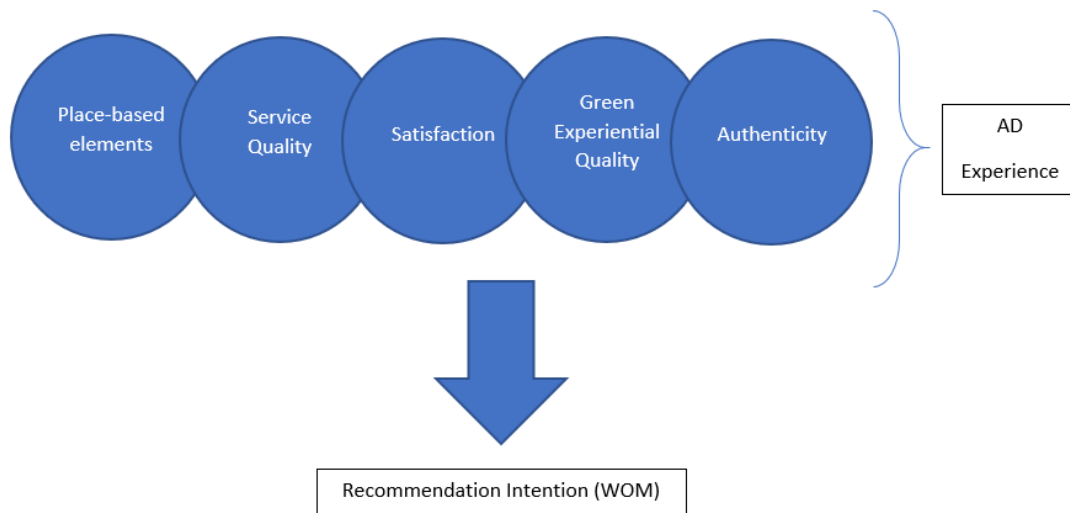 Place-based
elements
Service
Quality
Satisfaction
Green
Experiential
Quality
Authenticity
AD
Experience
Recommendation Intention (WOM)